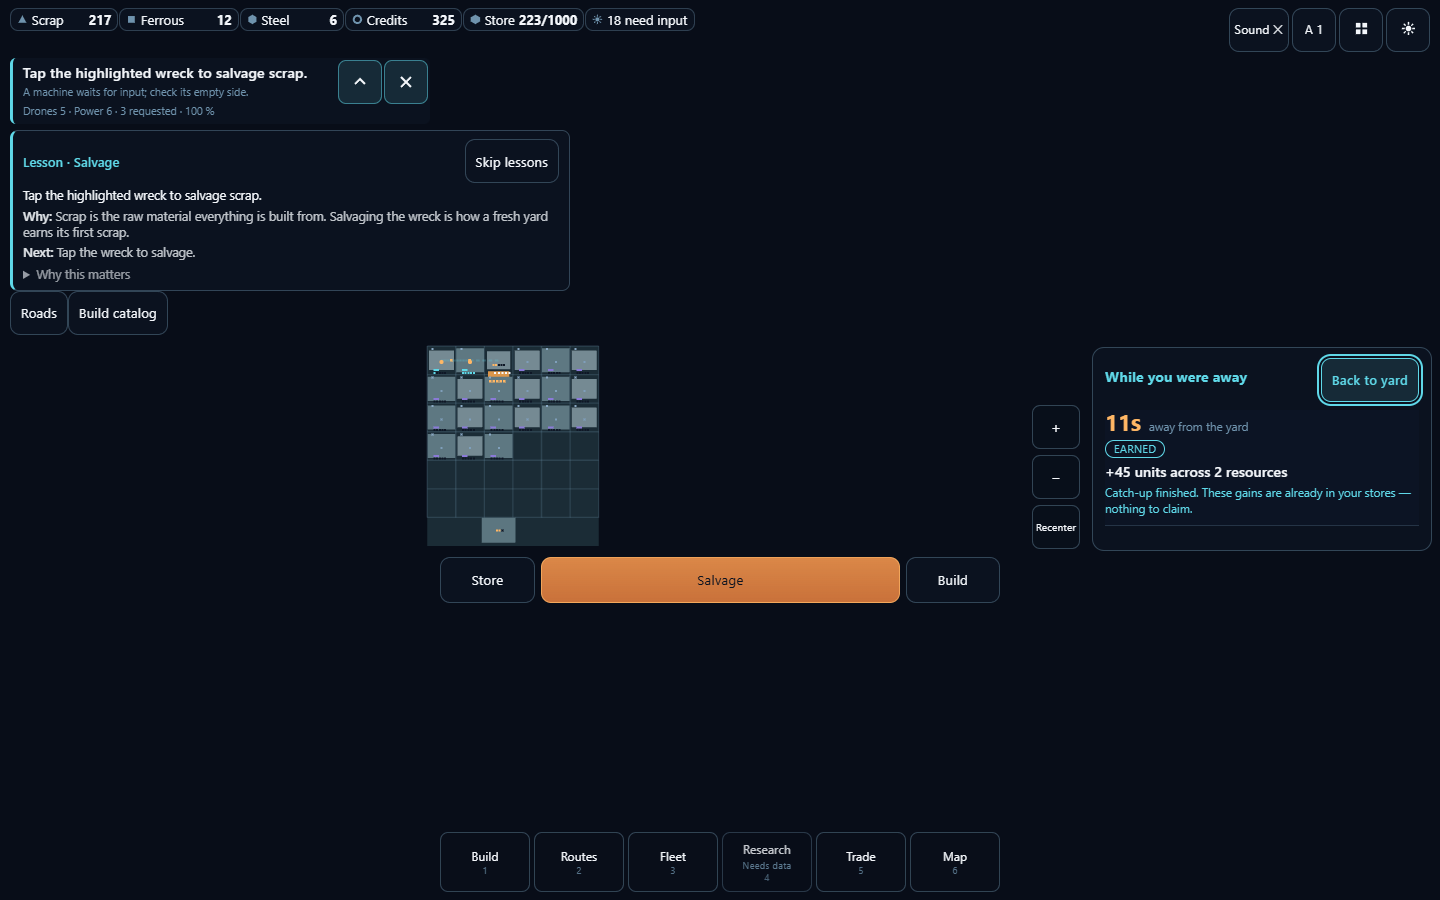 Scrap 217
Ferrous 12
Steel 6
Credits 325
Store 223/1000
18 need input
Sound
A 1
Tap the highlighted wreck to salvage scrap.
A machine waits for input; check its empty side.
Drones 5 · Power 6 · 3 requested · 100 %
Lesson · Salvage
Skip lessons
Tap the highlighted wreck to salvage scrap.
Why: Scrap is the raw material everything is built from. Salvaging the wreck is how a fresh yard
earns its first scrap.
Next: Tap the wreck to salvage.
Why this matters
Roads
Build catalog
While you were away
Back to yard
11s away from the yard
EARNED
+45 units across 2 resources
Catch-up finished. These gains are already in your stores —
nothing to claim.
+
−
Recenter
Store
Salvage
Build
Build
1
Routes
2
Fleet
3
Research
Needs data
4
Trade
5
Map
6